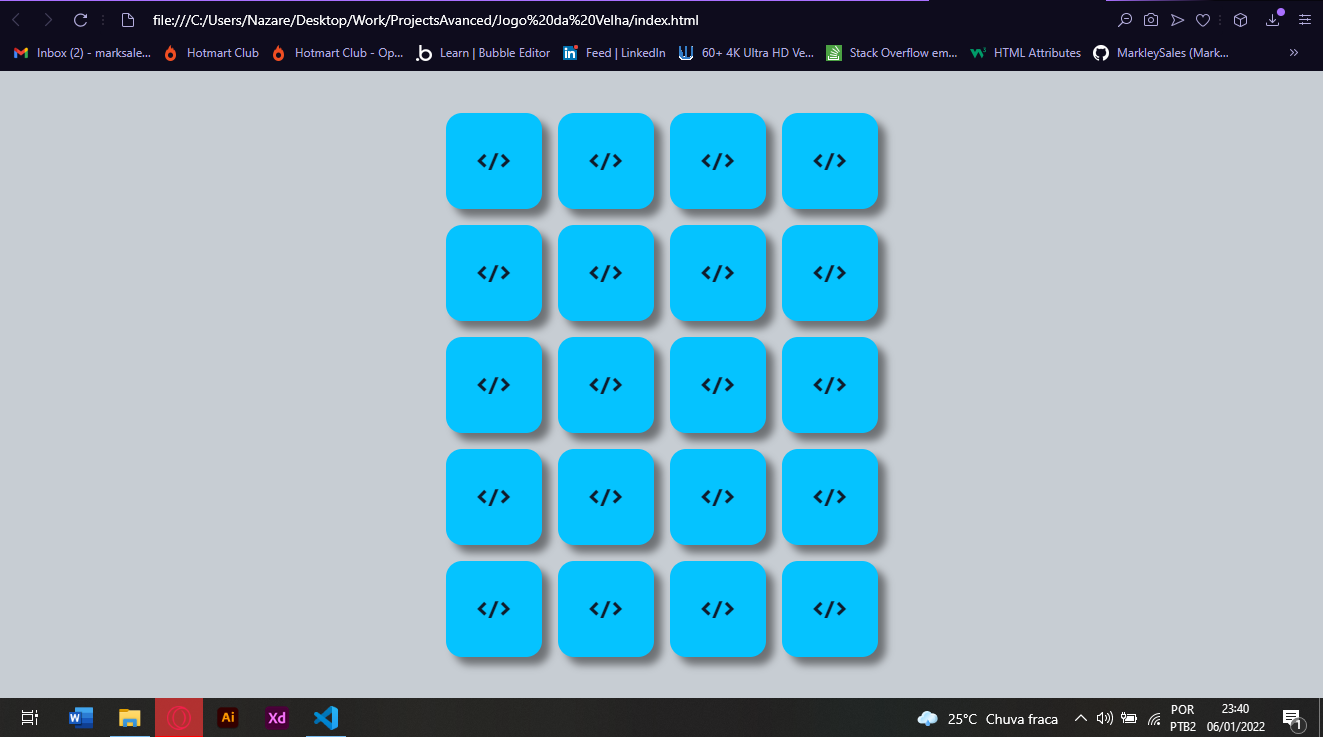 file:///C:/Users/Nazare/Desktop/Work/ProjectsAvanced/Jogo%20da%20Velha/index.html
Inbox (2) - marksale... Hotmart Club Hotmart Club - Op... Learn | Bubble Editor Feed | LinkedIn 60+ 4K Ultra HD Ve... Stack Overflow em... HTML Attributes MarkleySales (Mark... »
</> </> </> </>
</> </> </> </>
</> </> </> </>
</> </> </> </>
</> </> </> </>
W Ai Xd 25°C Chuva fraca
POR 23:40
PTB2 06/01/2022 1